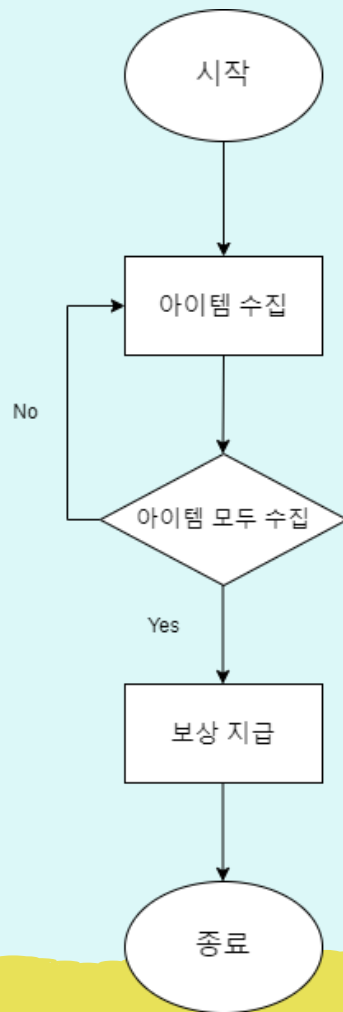 시작
아이템 수집
No
아이템 모두 수집
Yes
보상 지급
종료